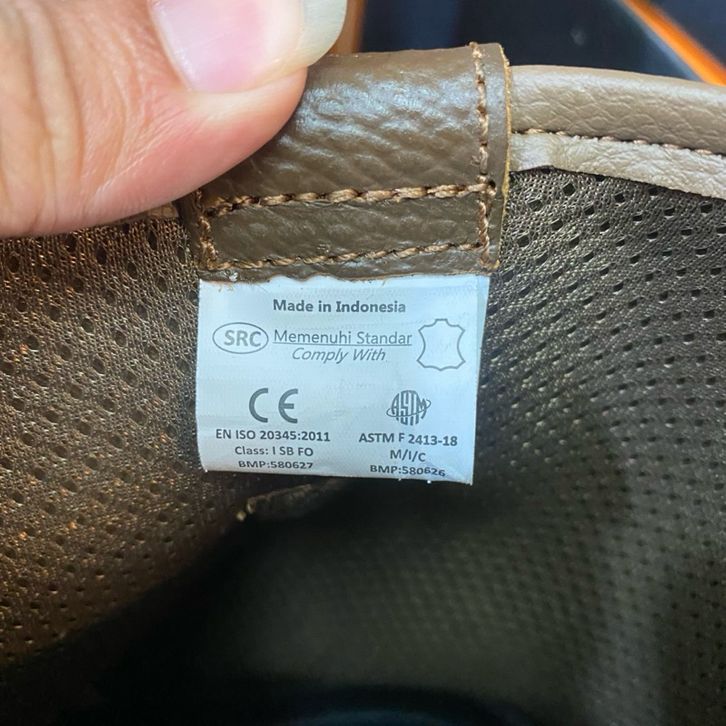 Made in Indonesia
SRC Memenuhi Standar
Comply With
CE ASTM
EN ISO 20345:2011 ASTM F 2413-18
Class: I SB FO M/I/C
BMP:580627 BMP:580626